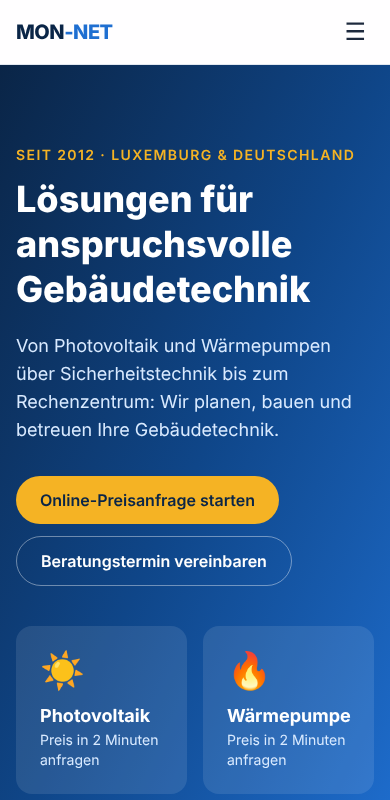 MON-NET
SEIT 2012 · LUXEMBURG & DEUTSCHLAND
Lösungen für
anspruchsvolle
Gebäudetechnik
Von Photovoltaik und Wärmepumpen
über Sicherheitstechnik bis zum
Rechenzentrum: Wir planen, bauen und
betreuen Ihre Gebäudetechnik.
Online-Preisanfrage starten
Beratungstermin vereinbaren
Photovoltaik
Preis in 2 Minuten
anfragen
Wärmepumpe
Preis in 2 Minuten
anfragen